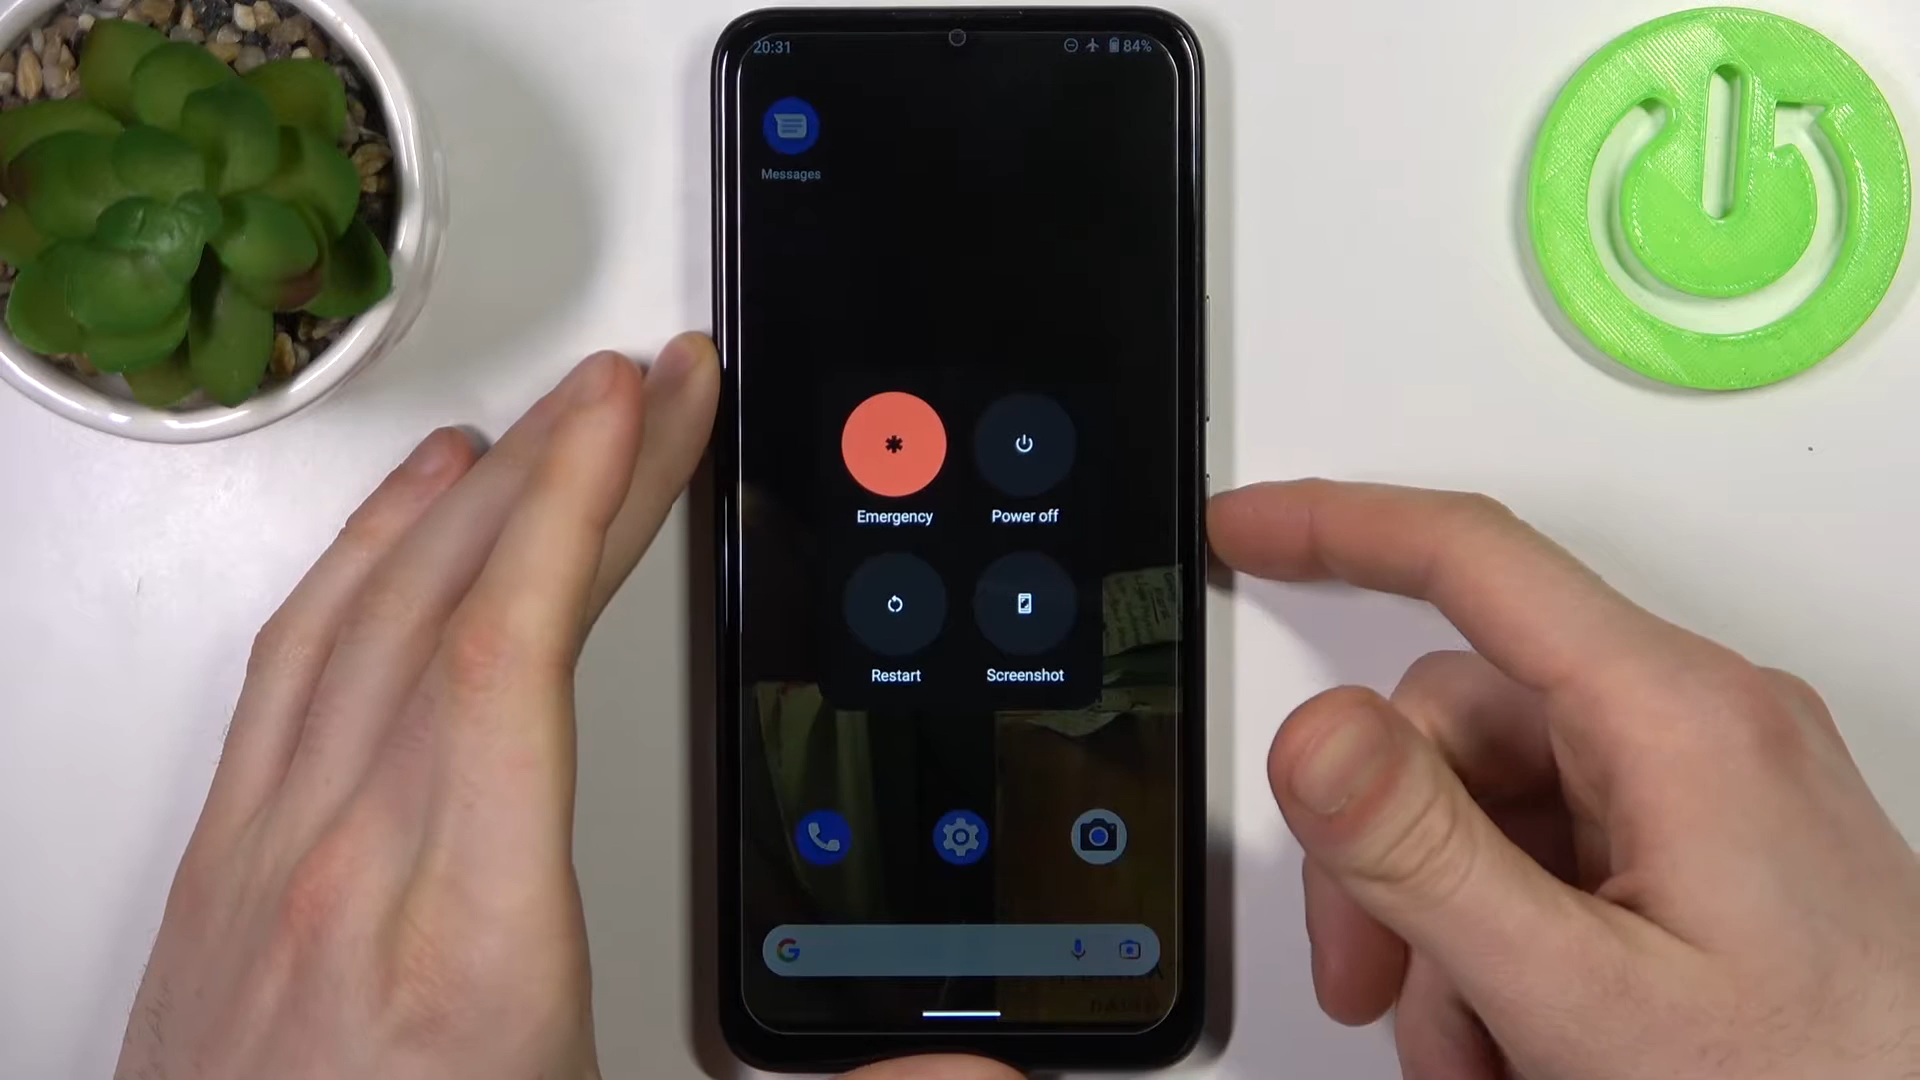 20:31
84%
Messages
Emergency
Power off
Restart
Screenshot
G